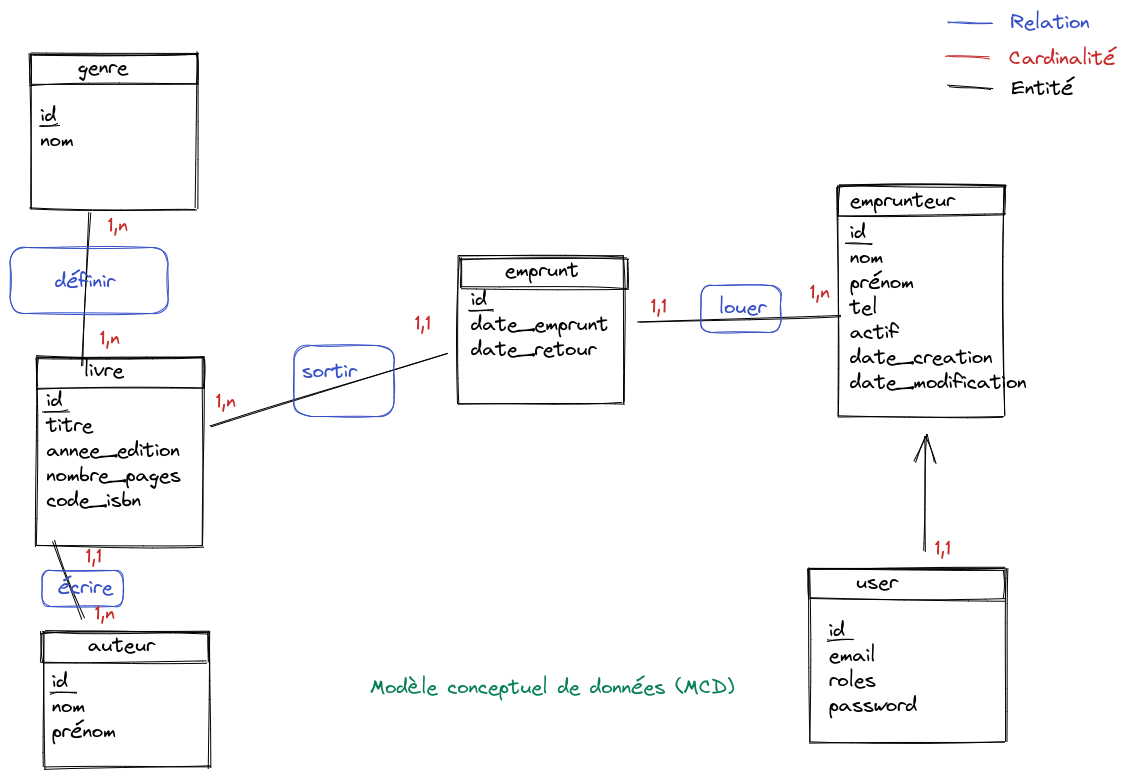 Relation
Cardinalité
Entité
genre
id
nom
1,n
définir
1,n
livre
id
titre
annee_edition
nombre_pages
code_isbn
1,1
écrire
1,n
auteur
id
nom
prénom
1,n
sortir
1,1
emprunt
id
date_emprunt
date_retour
1,1
louer
1,n
emprunteur
id
nom
prénom
tel
actif
date_creation
date_modification
1,1
user
id
email
roles
password
Modèle conceptuel de données (MCD)